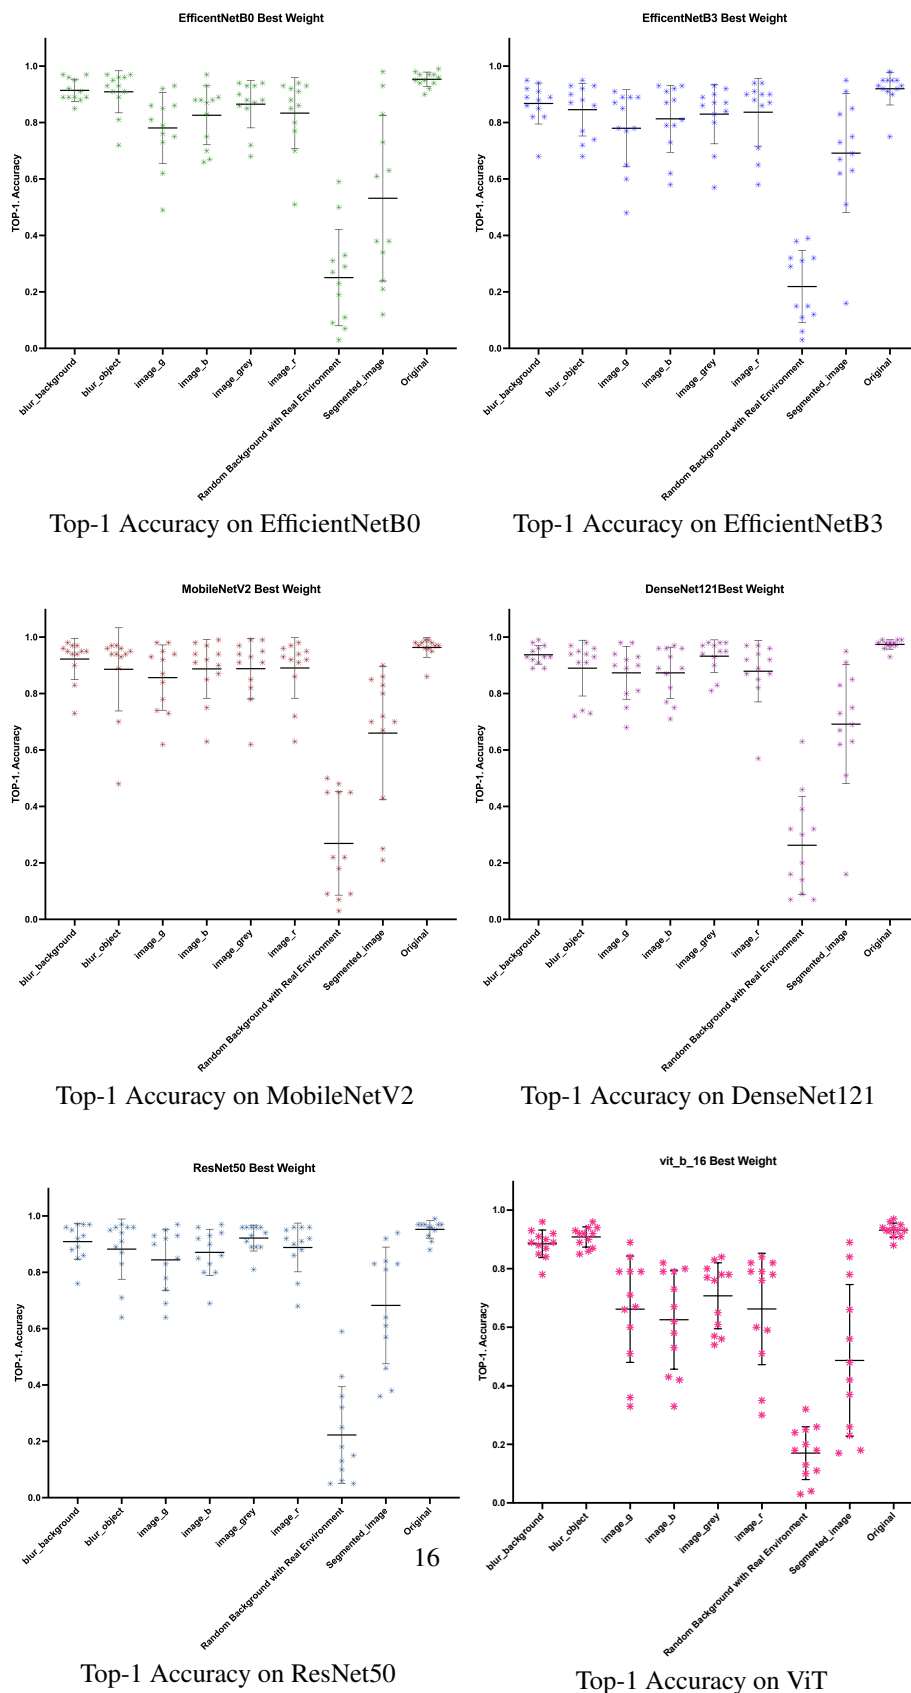 EfficentNetB0 Best Weight
TOP-1. Accuracy
1.0
0.8
0.6
0.4
0.2
0.0
blur_background
blur_object
image_g
image_b
image_grey
image_r
Random Background with Real Environment
Segmented_image
Original
Top-1 Accuracy on EfficientNetB0
EfficentNetB3 Best Weight
TOP-1. Accuracy
1.0
0.8
0.6
0.4
0.2
0.0
blur_background
blur_object
image_g
image_b
image_grey
image_r
Random Background with Real Environment
Segmented_image
Original
Top-1 Accuracy on EfficientNetB3
MobileNetV2 Best Weight
TOP-1. Accuracy
1.0
0.8
0.6
0.4
0.2
0.0
blur_background
blur_object
image_g
image_b
image_grey
image_r
Random Background with Real Environment
Segmented_image
Original
Top-1 Accuracy on MobileNetV2
DenseNet121Best Weight
TOP-1. Accuracy
1.0
0.8
0.6
0.4
0.2
0.0
blur_background
blur_object
image_g
image_b
image_grey
image_r
Random Background with Real Environment
Segmented_image
Original
Top-1 Accuracy on DenseNet121
ResNet50 Best Weight
TOP-1. Accuracy
1.0
0.8
0.6
0.4
0.2
0.0
blur_background
blur_object
image_g
image_b
image_grey
image_r
Random Background with Real Environment
Segmented_image
Original
16
Top-1 Accuracy on ResNet50
vit_b_16 Best Weight
TOP-1. Accuracy
1.0
0.8
0.6
0.4
0.2
0.0
blur_background
blur_object
image_g
image_b
image_grey
image_r
Random Background with Real Environment
Segmented_image
Original
Top-1 Accuracy on ViT